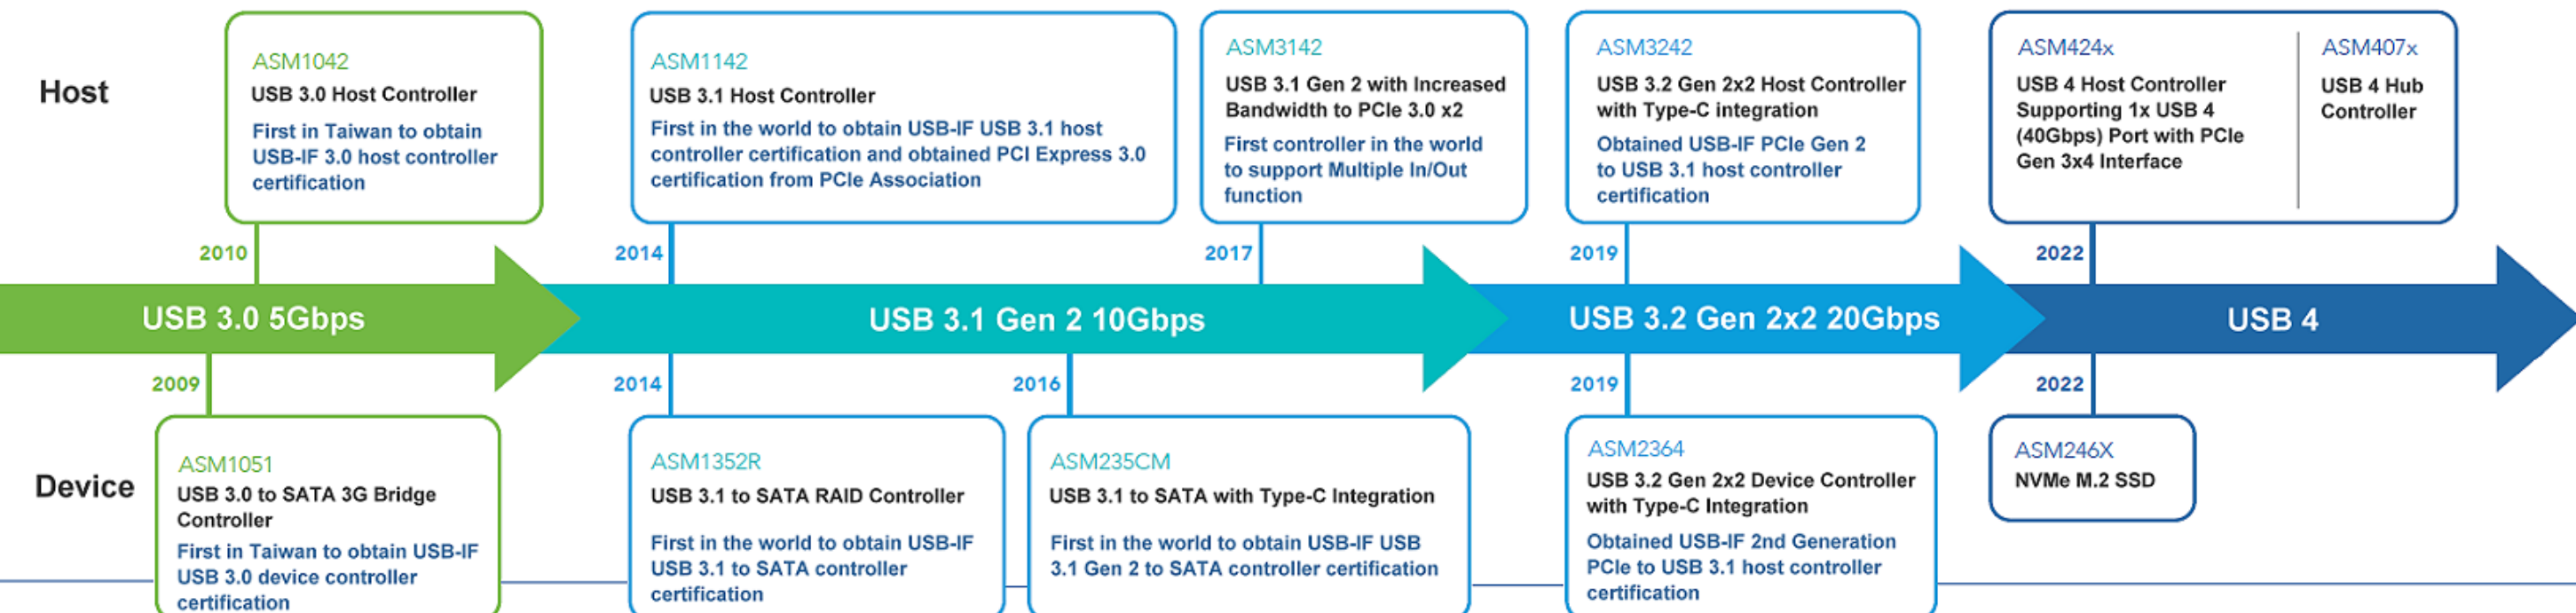 Host
ASM1042
USB 3.0 Host Controller
First in Taiwan to obtain
USB-IF 3.0 host controller
certification
ASM1142
USB 3.1 Host Controller
First in the world to obtain USB-IF USB 3.1 host
controller certification and obtained PCI Express 3.0
certification from PCIe Association
ASM3142
USB 3.1 Gen 2 with Increased
Bandwidth to PCIe 3.0 x2
First controller in the world
to support Multiple In/Out
function
ASM3242
USB 3.2 Gen 2x2 Host Controller
with Type-C integration
Obtained USB-IF PCIe Gen 2
to USB 3.1 host controller
certification
ASM424x
USB 4 Host Controller
Supporting 1x USB 4
(40Gbps) Port with PCIe
Gen 3x4 Interface
ASM407x
USB 4 Hub
Controller
2010
2014
2017
2019
2022
USB 3.0 5Gbps
USB 3.1 Gen 2 10Gbps
USB 3.2 Gen 2x2 20Gbps
USB 4
2009
2014
2016
2019
2022
Device
ASM1051
USB 3.0 to SATA 3G Bridge
Controller
First in Taiwan to obtain USB-IF
USB 3.0 device controller
certification
ASM1352R
USB 3.1 to SATA RAID Controller
First in the world to obtain USB-IF
USB 3.1 to SATA controller
certification
ASM235CM
USB 3.1 to SATA with Type-C Integration
First in the world to obtain USB-IF USB
3.1 Gen 2 to SATA controller certification
ASM2364
USB 3.2 Gen 2x2 Device Controller
with Type-C Integration
Obtained USB-IF 2nd Generation
PCIe to USB 3.1 host controller
certification
ASM246X
NVMe M.2 SSD